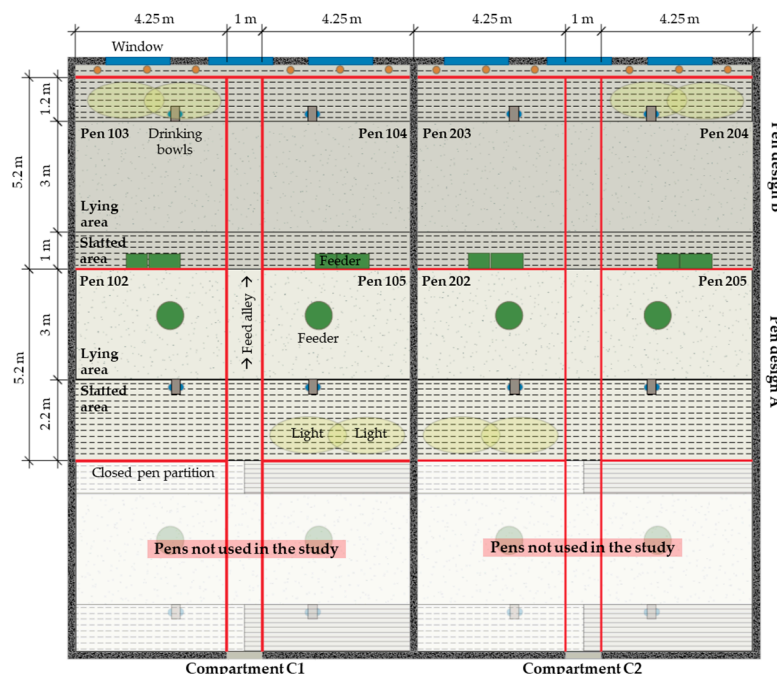 4.25 m 1 m 4.25 m 4.25 m 1 m 4.25 m
Window
1.2 m
Pen 103 Drinking Pen 104 Pen 203 Pen 204
bowls
5.2 m
3 m
Lying
area
Slatted
area
1 m
Feeder
Pen design B
Pen 102 Pen 105 Pen 202 Pen 205
→ Feed alley →
Feeder
3 m
Lying
area
5.2 m
Slatted
area
2.2 m
Light Light
Pen design A
Closed pen partition
Pens not used in the study Pens not used in the study
Compartment C1 Compartment C2